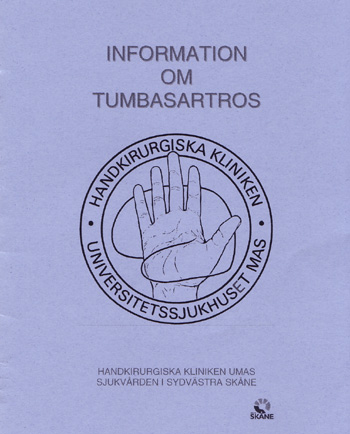 INFORMATION
OM
TUMBASARTROS
• HANDKIRURGISKA KLINIKEN •
UNIVERSITETSSJUKHUSET MAS
HANDKIRURGISKA KLINIKEN UMAS
SJUKVÅRDEN I SYDVÄSTRA SKÅNE
SKÅNE